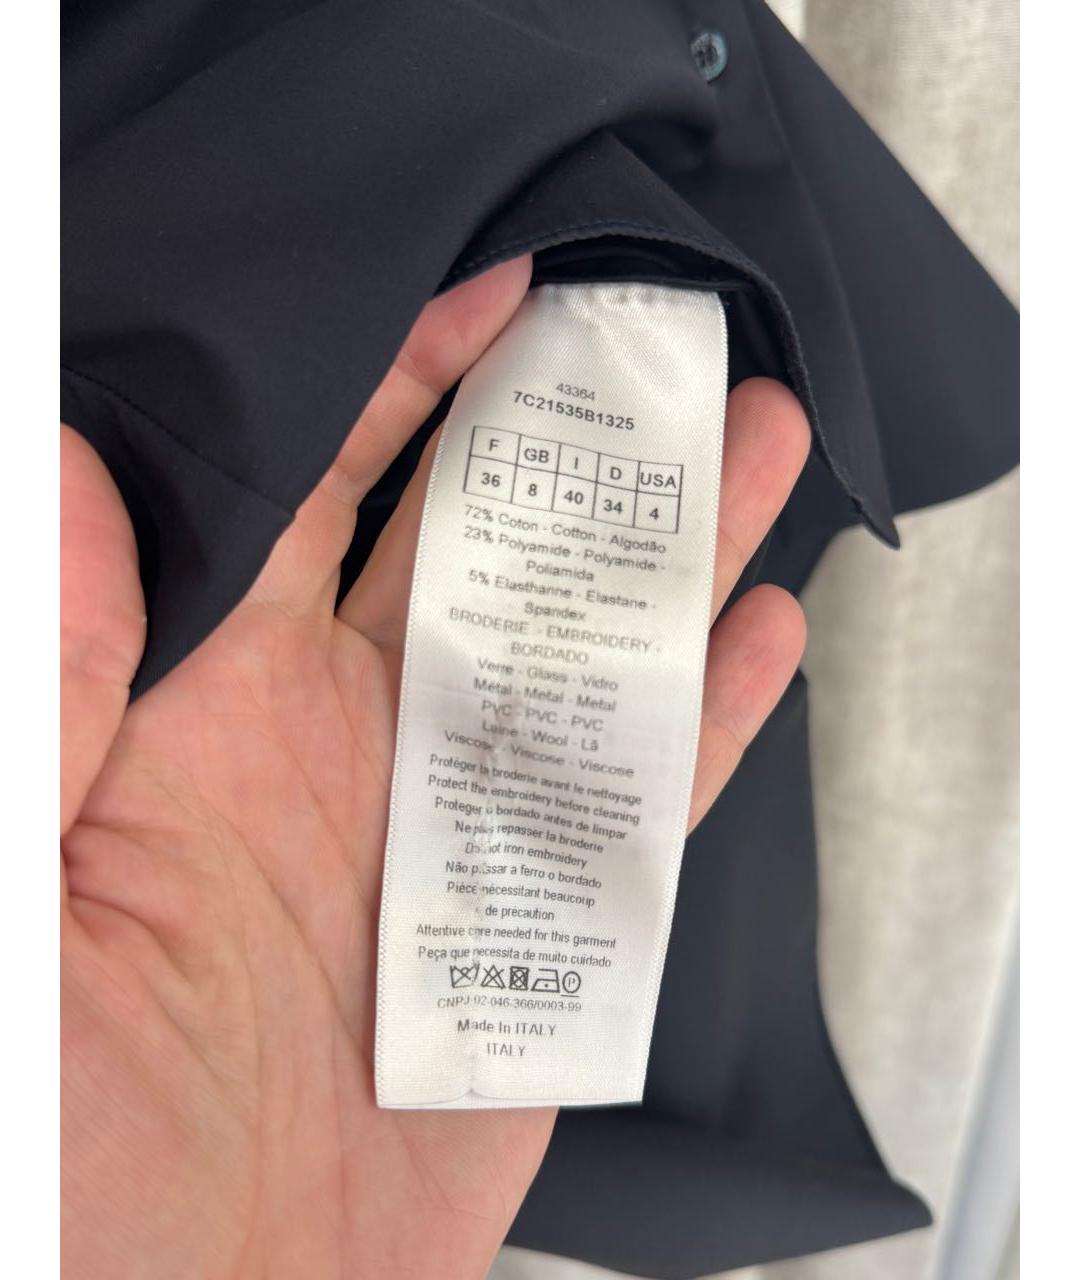 43364
7C21535B1325
F GB I D USA
36 8 40 34 4
72% Coton - Cotton - Algodão
23% Polyamide - Polyamide -
Poliamida
5% Elasthanne - Elastane -
Spandex
BRODERIE - EMBROIDERY -
BORDADO
Verre - Glass - Vidro
Métal - Metal - Metal
PVC - PVC - PVC
Laine - Wool - Lã
Viscose - Viscose - Viscose
Protéger la broderie avant le nettoyage
Protect the embroidery before cleaning
Proteger o bordado antes de limpar
Ne pas repasser la broderie
Do not iron embroidery
Não passar a ferro o bordado
Pièce nécessitant beaucoup
de précaution
Attentive care needed for this garment
Peça que necessita de muito cuidado
P
CNPJ 02-046-366/0003-99
Made In ITALY
ITALY